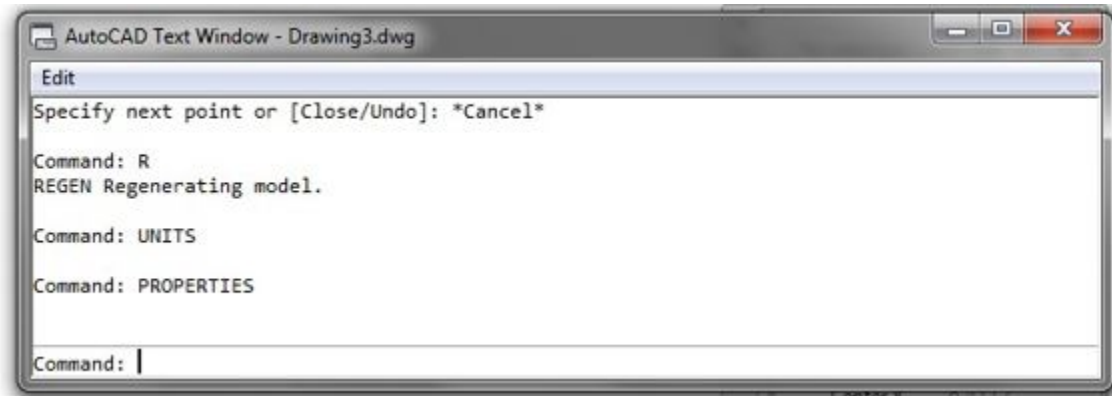 AutoCAD Text Window - Drawing3.dwg
Edit
Specify next point or [Close/Undo]: *Cancel*
Command: R
REGEN Regenerating model.
Command: UNITS
Command: PROPERTIES
Command: